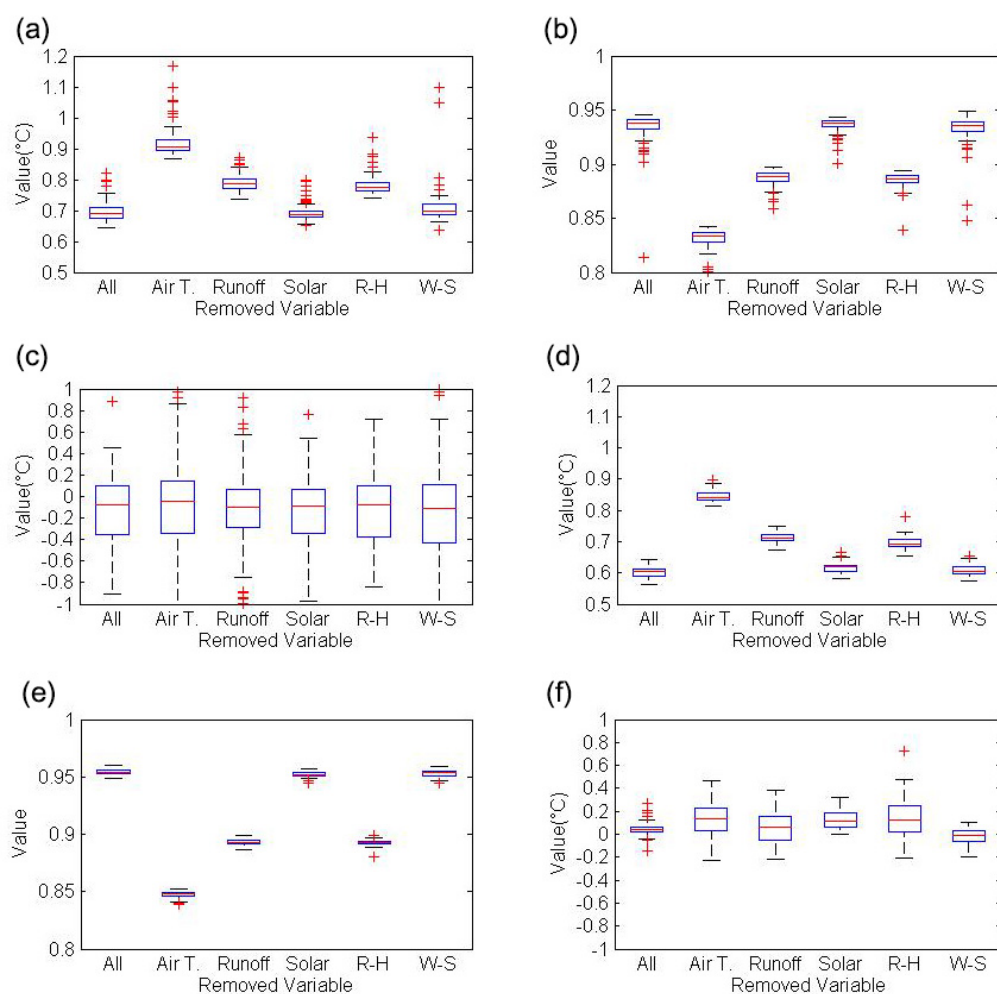 (a)
1.2
1.1
1
0.9
0.8
0.7
0.6
0.5
Value(°C)
All Air T. Runoff Solar R-H W-S
Removed Variable
(b)
1
0.95
0.9
0.85
0.8
Value
All Air T. Runoff Solar R-H W-S
Removed Variable
(c)
1
0.8
0.6
0.4
0.2
0
-0.2
-0.4
-0.6
-0.8
-1
Value(°C)
All Air T. Runoff Solar R-H W-S
Removed Variable
(d)
1.2
1.1
1
0.9
0.8
0.7
0.6
0.5
Value(°C)
All Air T. Runoff Solar R-H W-S
Removed Variable
(e)
1
0.95
0.9
0.85
0.8
Value
All Air T. Runoff Solar R-H W-S
Removed Variable
(f)
1
0.8
0.6
0.4
0.2
0
-0.2
-0.4
-0.6
-0.8
-1
Value(°C)
All Air T. Runoff Solar R-H W-S
Removed Variable